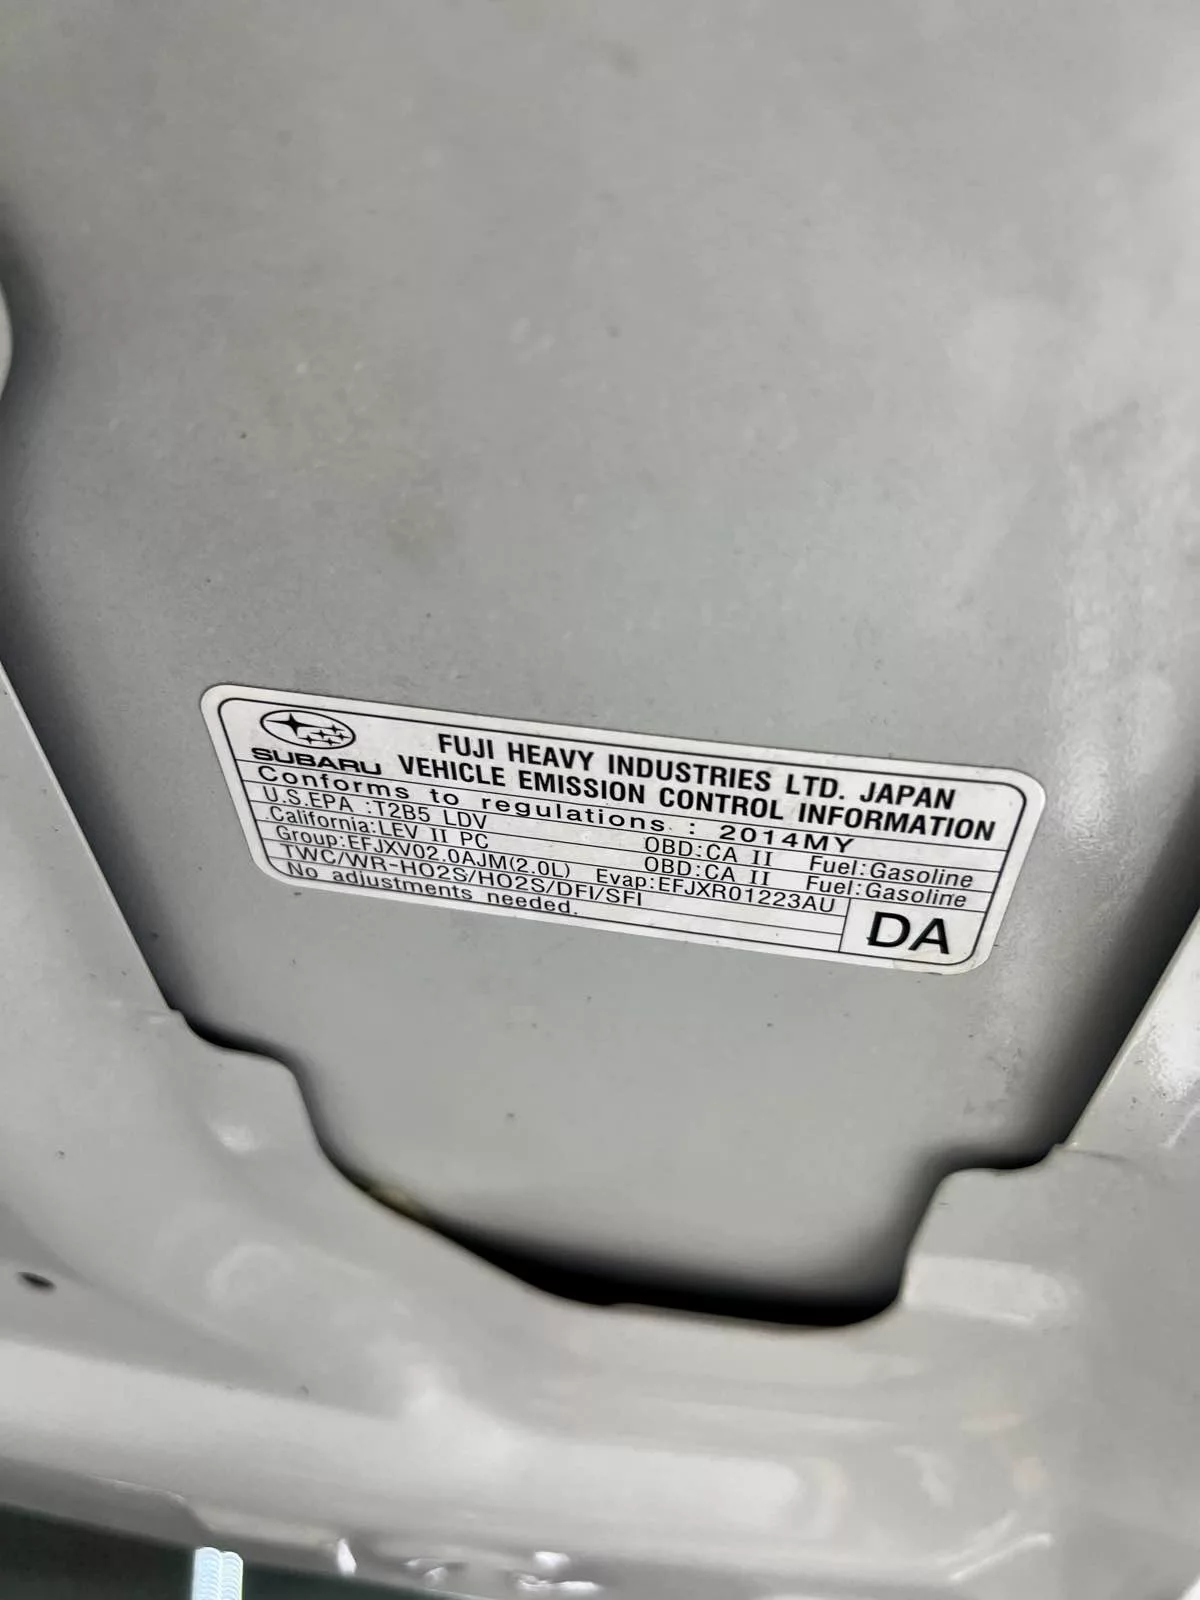 SUBARU
FUJI HEAVY INDUSTRIES LTD. JAPAN
VEHICLE EMISSION CONTROL INFORMATION
Conforms to regulations : 2014MY
U.S.EPA :T2B5 LDV OBD:CA II Fuel:Gasoline
California:LEV II PC OBD:CA II Fuel:Gasoline
Group:EFJXV02.0AJM(2.0L) Evap:EFJXR01223AU
TWC/WR-HO2S/HO2S/DFI/SFI
No adjustments needed.
DA